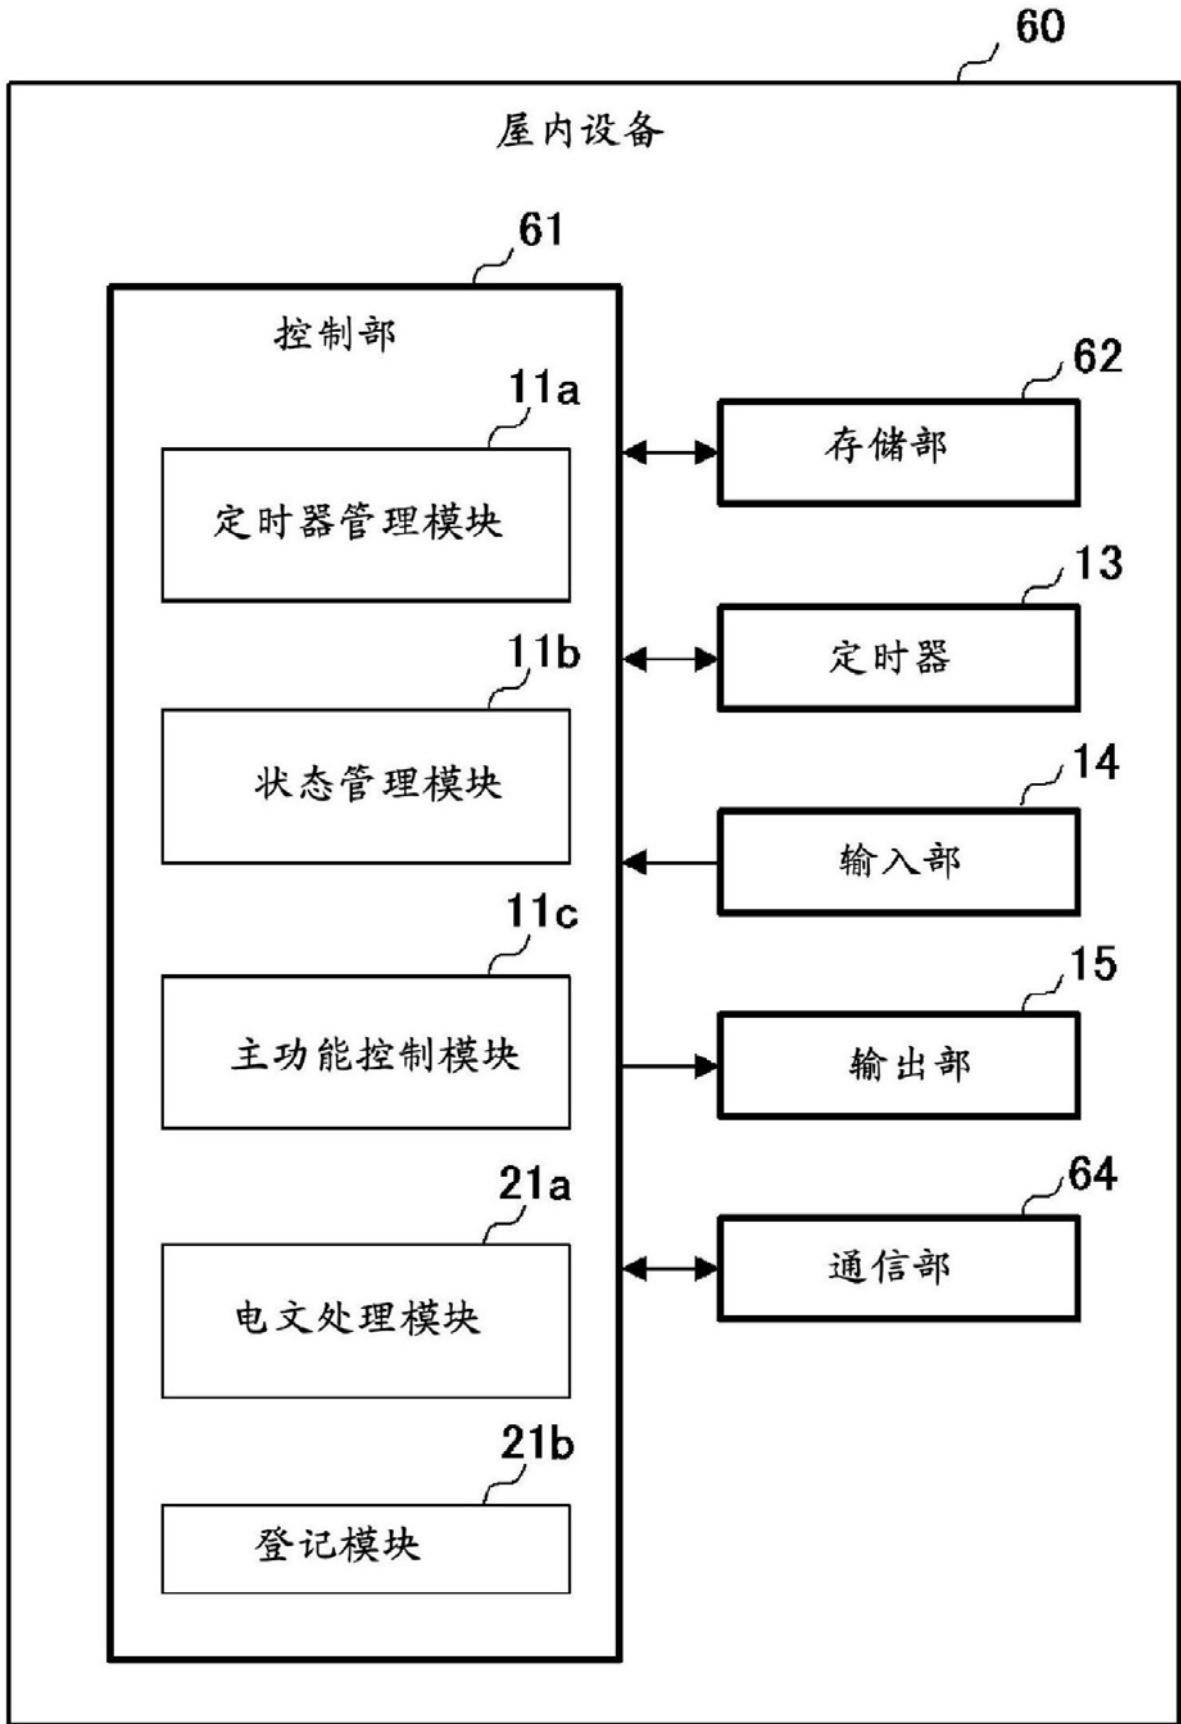 60
屋内设备
61
控制部
11a
定时器管理模块
11b
状态管理模块
11c
主功能控制模块
21a
电文处理模块
21b
登记模块
62
存储部
13
定时器
14
输入部
15
输出部
64
通信部